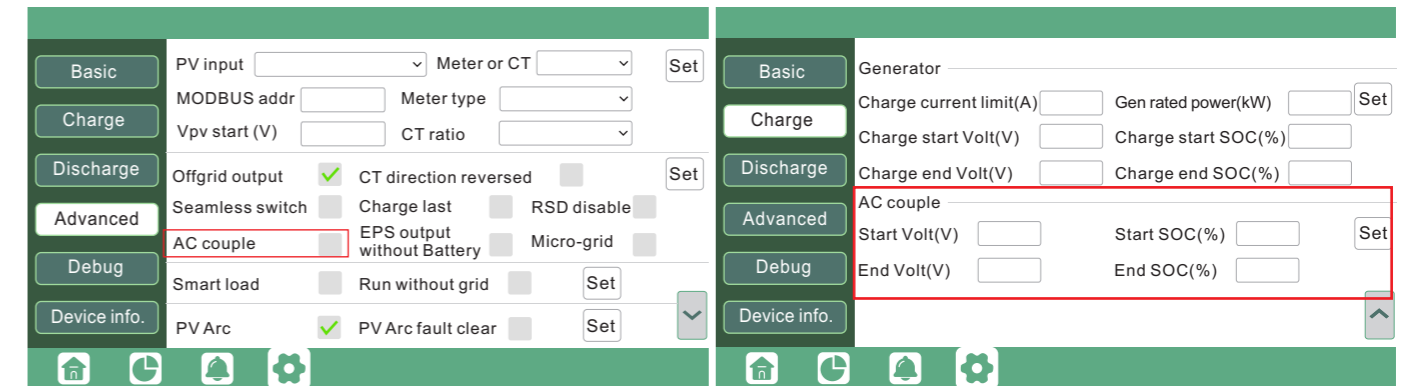 Basic
Charge
Discharge
Advanced
Debug
Device info.
PV input Meter or CT Set
MODBUS addr Meter type
Vpv start (V) CT ratio
Offgrid output CT direction reversed Set
Seamless switch Charge last RSD disable
AC couple EPS output without Battery Micro-grid
Smart load Run without grid Set
PV Arc PV Arc fault clear Set
Basic
Charge
Discharge
Advanced
Debug
Device info.
Generator
Charge current limit(A) Gen rated power(kW) Set
Charge start Volt(V) Charge start SOC(%)
Charge end Volt(V) Charge end SOC(%)
AC couple
Start Volt(V) Start SOC(%) Set
End Volt(V) End SOC(%)